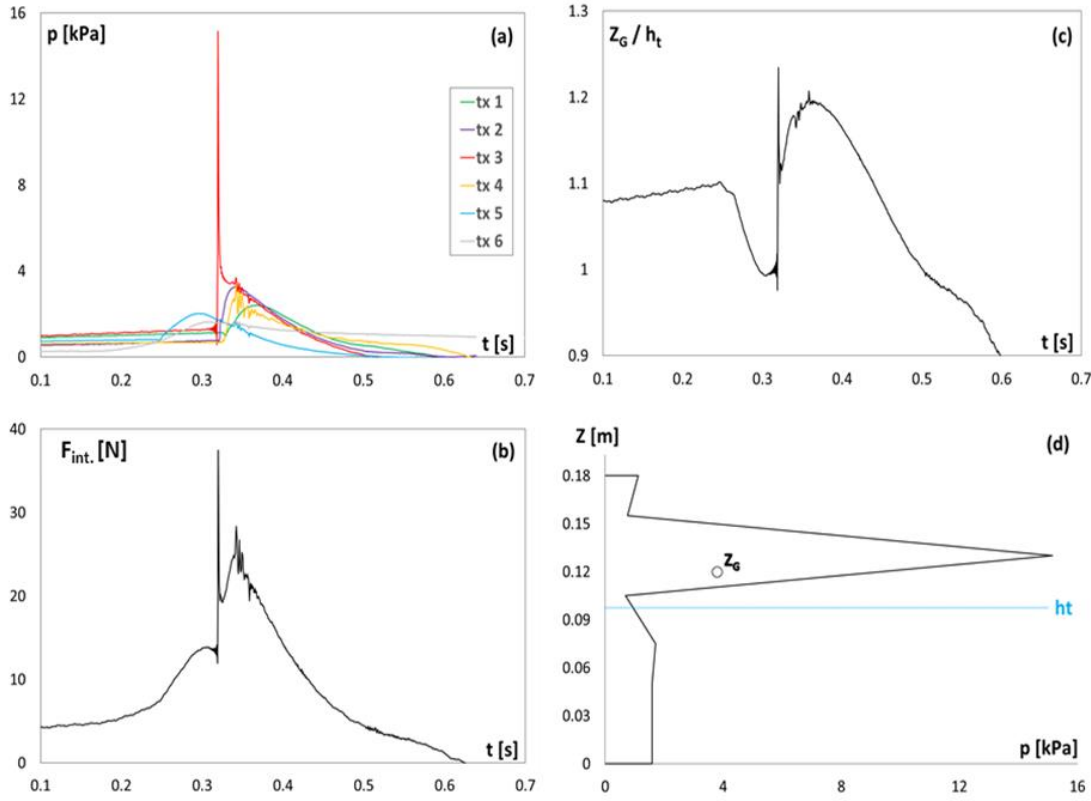 16
p [kPa]
(a)
12
8
4
0
tx 1
tx 2
tx 3
tx 4
tx 5
tx 6
t [s]
0.1 0.2 0.3 0.4 0.5 0.6 0.7
1.3
Z_G / h_t
(c)
1.2
1.1
1
0.9
t [s]
0.1 0.2 0.3 0.4 0.5 0.6 0.7
40
F_int. [N]
(b)
30
20
10
0
t [s]
0.1 0.2 0.3 0.4 0.5 0.6 0.7
Z [m]
(d)
0.18
0.15
0.12
0.09
0.06
0.03
0
Z_G
ht
p [kPa]
0 4 8 12 16